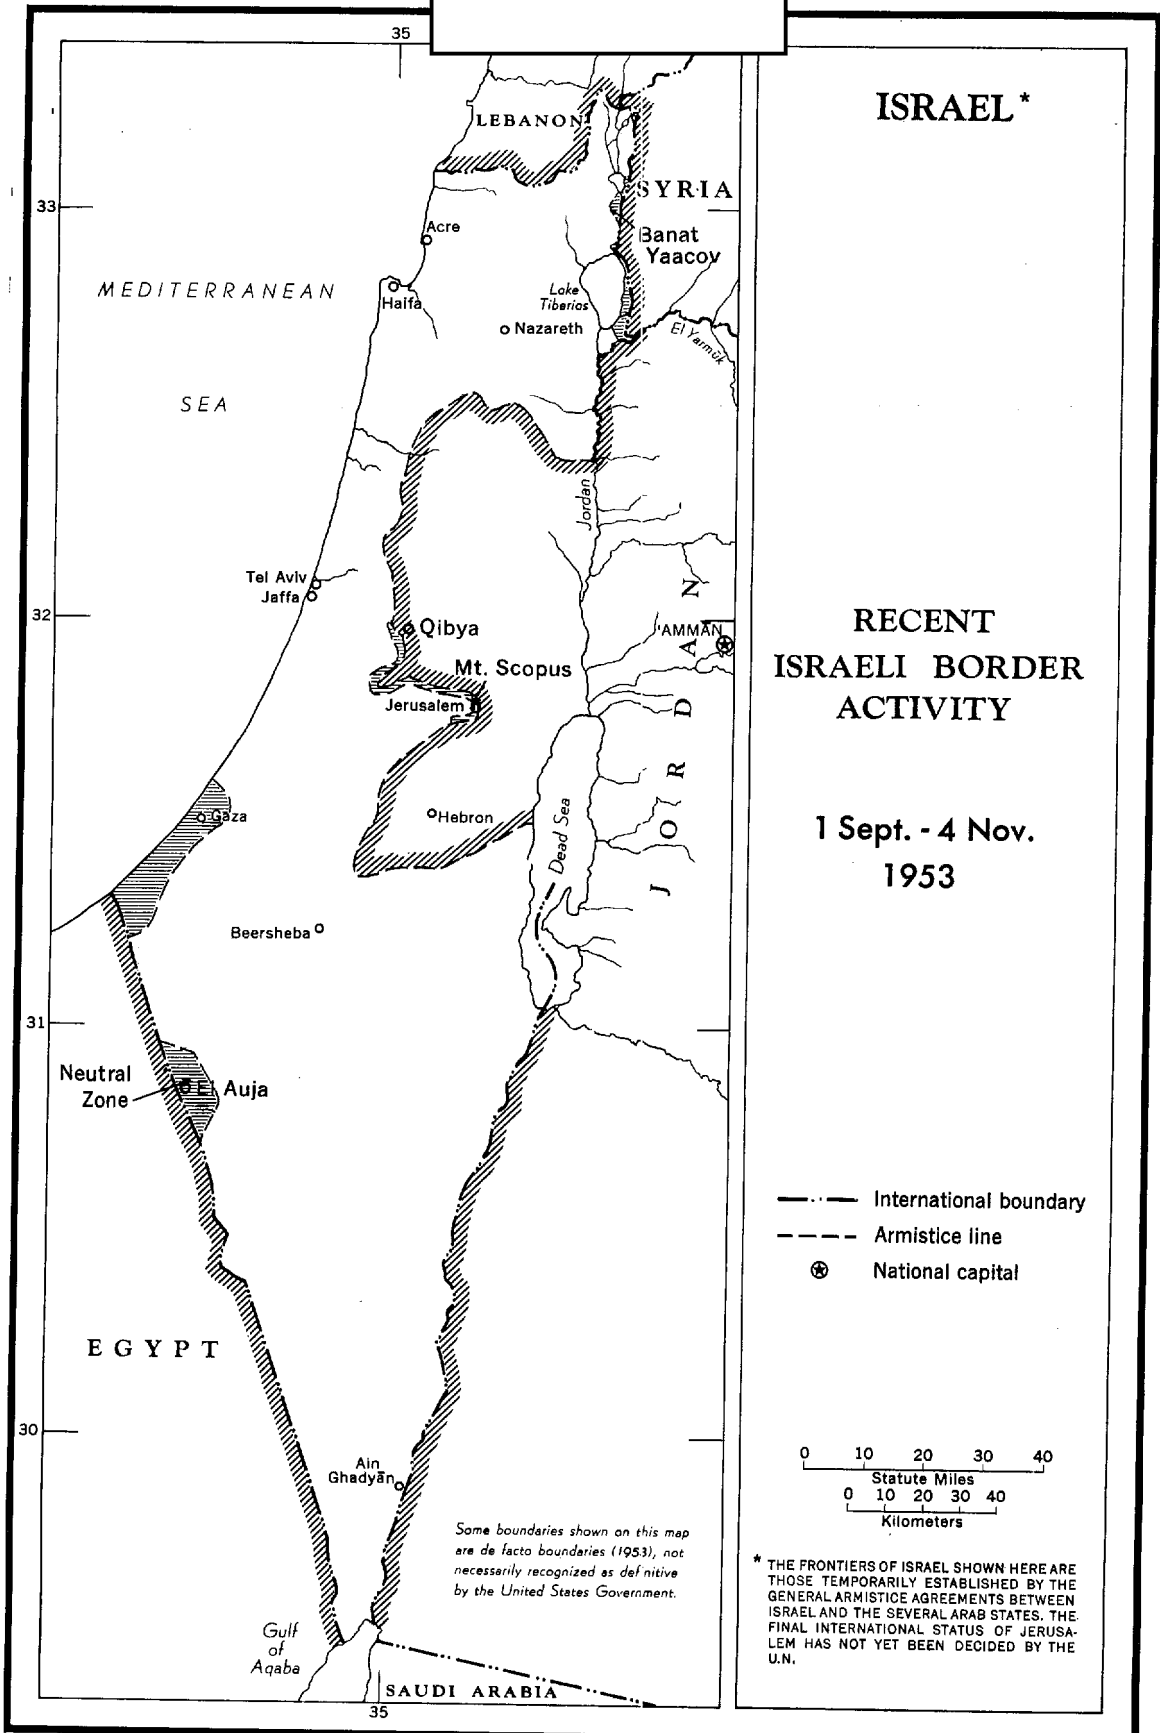 35
ISRAEL*
LEBANON
SYRIA
33
Banat
Yaacov
Acre
MEDITERRANEAN
Haifa
Lake
Tiberias
Nazareth
El Yarmūk
SEA
Jordan
Tel Aviv
Jaffa
32
Qibya
'AMMĀN
Mt. Scopus
Jerusalem
JORDAN
RECENT
ISRAELI BORDER
ACTIVITY
1 Sept. - 4 Nov.
1953
Gaza
Hebron
Dead Sea
Beersheba
31
Neutral
Zone
El Auja
International boundary
Armistice line
National capital
EGYPT
30
Ain
Ghadyān
0 10 20 30 40
Statute Miles
0 10 20 30 40
Kilometers
Some boundaries shown on this map
are de facto boundaries (1953), not
necessarily recognized as definitive
by the United States Government.
* THE FRONTIERS OF ISRAEL SHOWN HERE ARE
THOSE TEMPORARILY ESTABLISHED BY THE
GENERAL ARMISTICE AGREEMENTS BETWEEN
ISRAEL AND THE SEVERAL ARAB STATES. THE
FINAL INTERNATIONAL STATUS OF JERUSA-
LEM HAS NOT YET BEEN DECIDED BY THE
U.N.
Gulf
of
Aqaba
SAUDI ARABIA
35